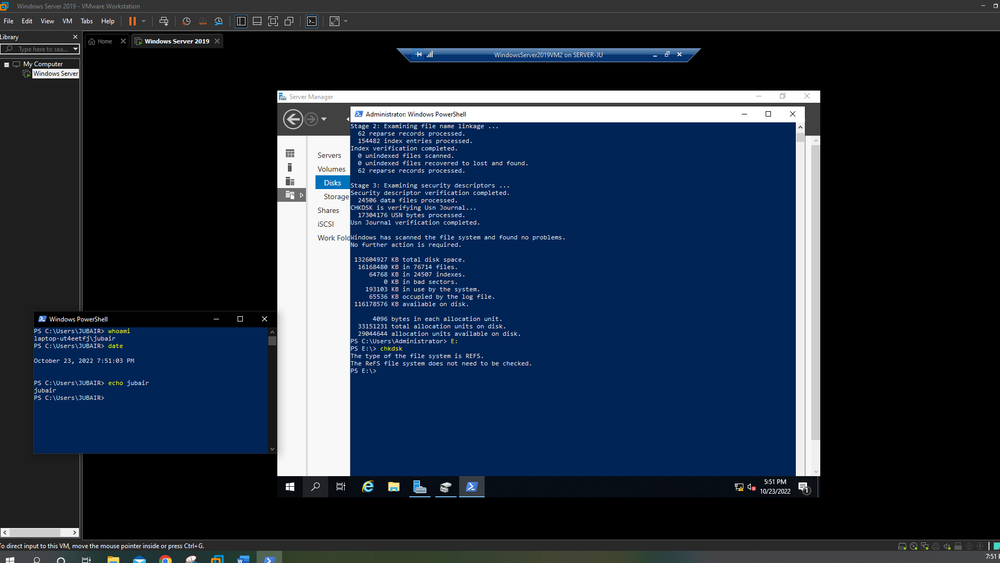 Windows Server 2019 - VMware Workstation
File Edit View VM Tabs Help
Library
Type here to sea...
My Computer
Windows Server
Home
Windows Server 2019
WindowsServer2019VM2 on SERVER-JU
Server Manager
Servers
Volumes
Disks
Storage
Shares
iSCSI
Work Fold
Administrator: Windows PowerShell
Stage 2: Examining file name linkage ...
62 reparse records processed.
154482 index entries processed.
Index verification completed.
0 unindexed files scanned.
0 unindexed files recovered to lost and found.
62 reparse records processed.
Stage 3: Examining security descriptors ...
Security descriptor verification completed.
24506 data files processed.
CHKDSK is verifying Usn Journal...
17304176 USN bytes processed.
Usn Journal verification completed.
Windows has scanned the file system and found no problems.
No further action is required.
132604927 KB total disk space.
16168480 KB in 76714 files.
64768 KB in 24507 indexes.
0 KB in bad sectors.
193103 KB in use by the system.
65536 KB occupied by the log file.
116178576 KB available on disk.
4096 bytes in each allocation unit.
33151231 total allocation units on disk.
29044644 allocation units available on disk.
PS C:\Users\Administrator> E:
PS E:\> chkdsk
The type of the file system is REFS.
The ReFS file system does not need to be checked.
PS E:\>
Windows PowerShell
PS C:\Users\JUBAIR> whoami
laptop-ut4eetfj\jubair
PS C:\Users\JUBAIR> date
October 23, 2022 7:51:03 PM
PS C:\Users\JUBAIR> echo jubair
jubair
PS C:\Users\JUBAIR>
5:51 PM
10/23/2022
1
To direct input to this VM, move the mouse pointer inside or press Ctrl+G.
7:51